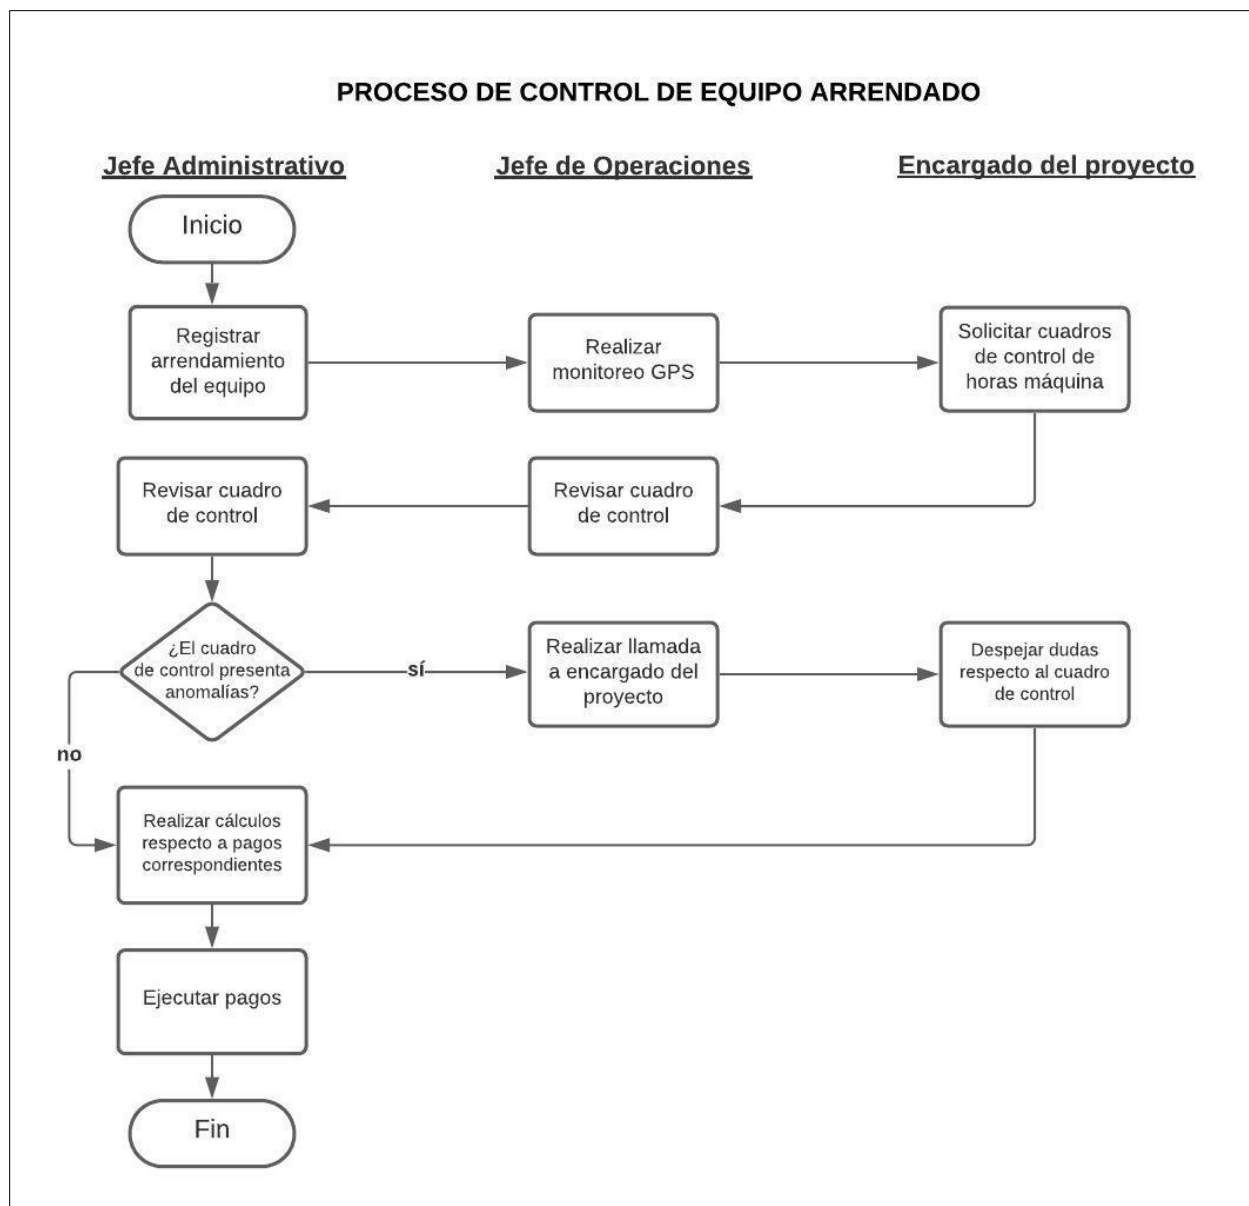 PROCESO DE CONTROL DE EQUIPO ARRENDADO
Jefe Administrativo
Jefe de Operaciones
Encargado del proyecto
Inicio
Registrar
arrendamiento
del equipo
Realizar
monitoreo GPS
Solicitar cuadros
de control de
horas máquina
Revisar cuadro
de control
Revisar cuadro
de control
¿El cuadro
de control presenta
anomalías?
sí
Realizar llamada
a encargado del
proyecto
Despejar dudas
respecto al cuadro
de control
no
Realizar cálculos
respecto a pagos
correspondientes
Ejecutar pagos
Fin